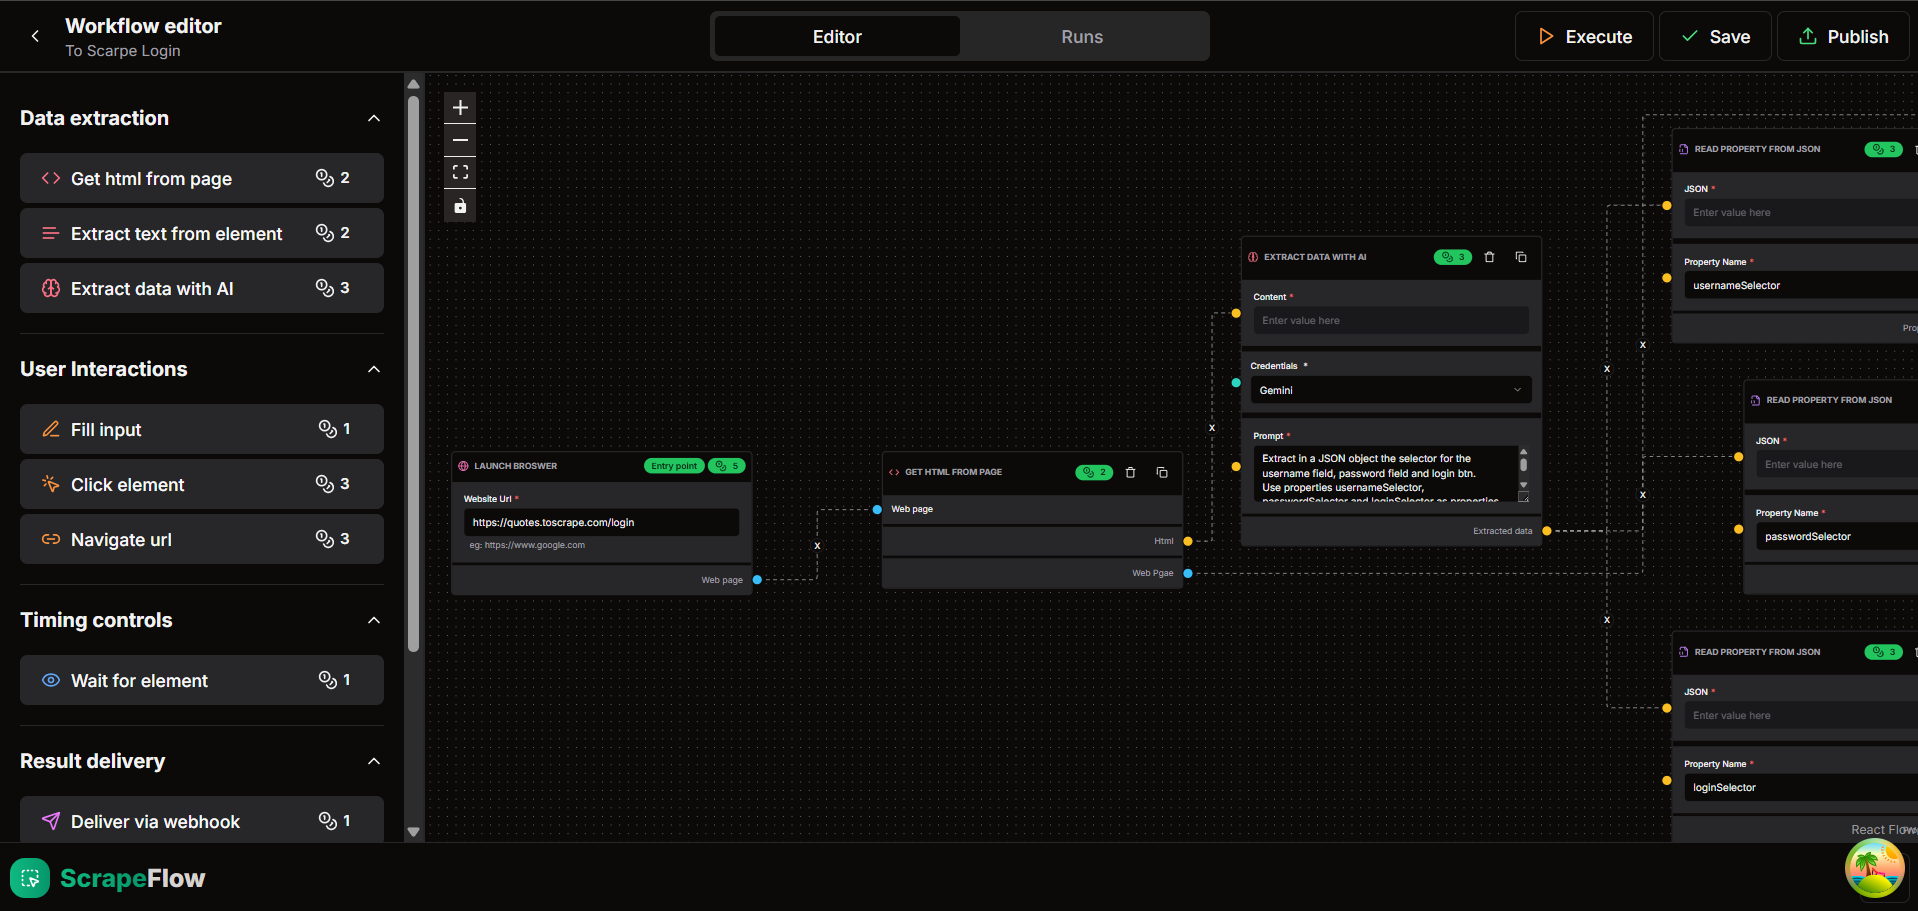 Workflow editor
To Scarpe Login
Editor
Runs
Execute
Save
Publish
Data extraction
Get html from page
2
Extract text from element
2
Extract data with AI
3
User Interactions
Fill input
1
Click element
3
Navigate url
3
Timing controls
Wait for element
1
Result delivery
Deliver via webhook
1
LAUNCH BROSWER
Entry point
5
Website Url *
https://quotes.toscrape.com/login
eg: https://www.google.com
Web page
X
GET HTML FROM PAGE
2
Web page
Html
Web Pgae
X
EXTRACT DATA WITH AI
3
Content *
Enter value here
Credentials *
Gemini
Prompt *
Extract in a JSON object the selector for the
username field, password field and login btn.
Use properties usernameSelector,
passwordSelector and loginSelector as properties
Extracted data
X
X
X
X
READ PROPERTY FROM JSON
3
JSON *
Enter value here
Property Name *
usernameSelector
READ PROPERTY FROM JSON
JSON *
Enter value here
Property Name *
passwordSelector
READ PROPERTY FROM JSON
3
JSON *
Enter value here
Property Name *
loginSelector
React Flow
ScrapeFlow